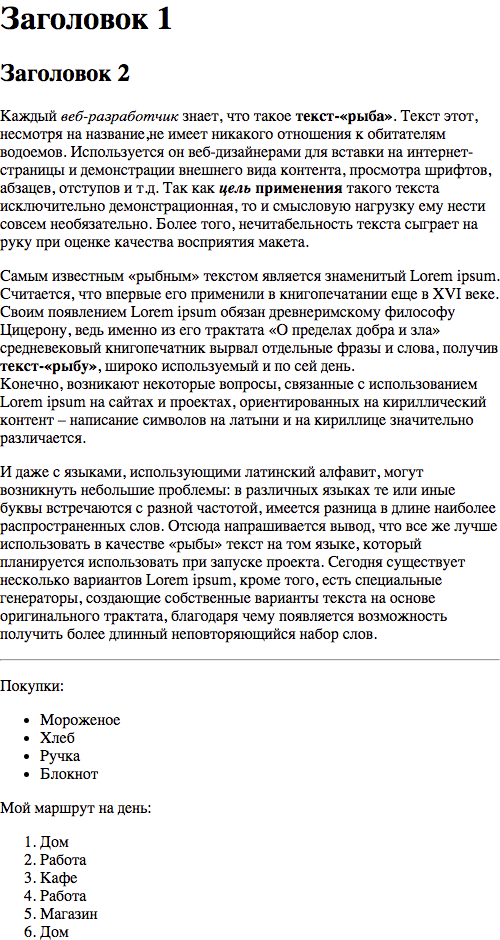 Заголовок 1
Заголовок 2
Каждый веб-разработчик знает, что такое текст-«рыба». Текст этот,
несмотря на название,не имеет никакого отношения к обитателям
водоемов. Используется он веб-дизайнерами для вставки на интернет-
страницы и демонстрации внешнего вида контента, просмотра шрифтов,
абзацев, отступов и т.д. Так как цель применения такого текста
исключительно демонстрационная, то и смысловую нагрузку ему нести
совсем необязательно. Более того, нечитабельность текста сыграет на
руку при оценке качества восприятия макета.
Самым известным «рыбным» текстом является знаменитый Lorem ipsum.
Считается, что впервые его применили в книгопечатании еще в XVI веке.
Своим появлением Lorem ipsum обязан древнеримскому философу
Цицерону, ведь именно из его трактата «О пределах добра и зла»
средневековый книгопечатник вырвал отдельные фразы и слова, получив
текст-«рыбу», широко используемый и по сей день.
Конечно, возникают некоторые вопросы, связанные с использованием
Lorem ipsum на сайтах и проектах, ориентированных на кириллический
контент – написание символов на латыни и на кириллице значительно
различается.
И даже с языками, использующими латинский алфавит, могут
возникнуть небольшие проблемы: в различных языках те или иные
буквы встречаются с разной частотой, имеется разница в длине наиболее
распространенных слов. Отсюда напрашивается вывод, что все же лучше
использовать в качестве «рыбы» текст на том языке, который
планируется использовать при запуске проекта. Сегодня существует
несколько вариантов Lorem ipsum, кроме того, есть специальные
генераторы, создающие собственные варианты текста на основе
оригинального трактата, благодаря чему появляется возможность
получить более длинный неповторяющийся набор слов.
Покупки:
• Мороженое
• Хлеб
• Ручка
• Блокнот
Мой маршрут на день:
1. Дом
2. Работа
3. Кафе
4. Работа
5. Магазин
6. Дом